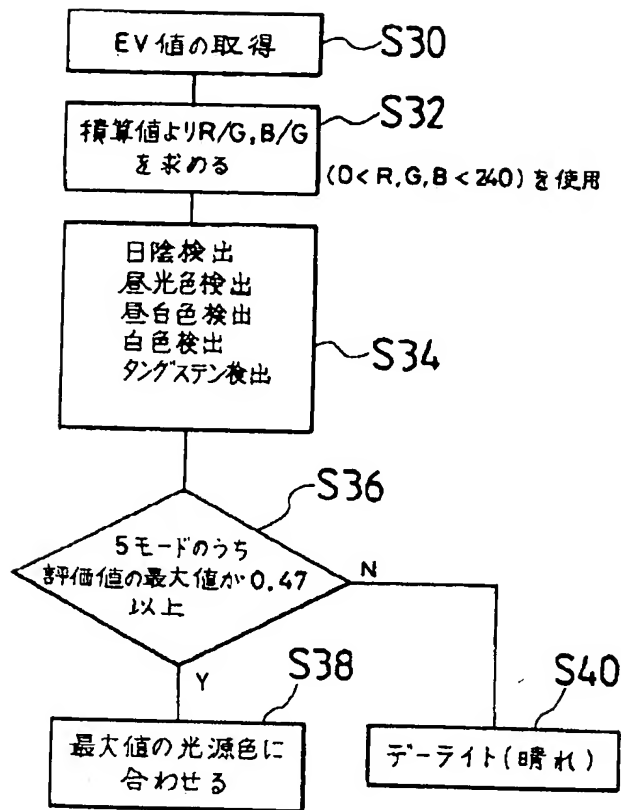 EV値の取得
S30
積算値よりR/G,B/G
を求める
S32
(0<R,G,B<240)を使用
日陰検出
昼光色検出
昼白色検出
白色検出
タングステン検出
S34
S36
5モードのうち
評価値の最大値が0.47
以上
N
Y
S38
最大値の光源色に
合わせる
S40
デーライト(晴れ)